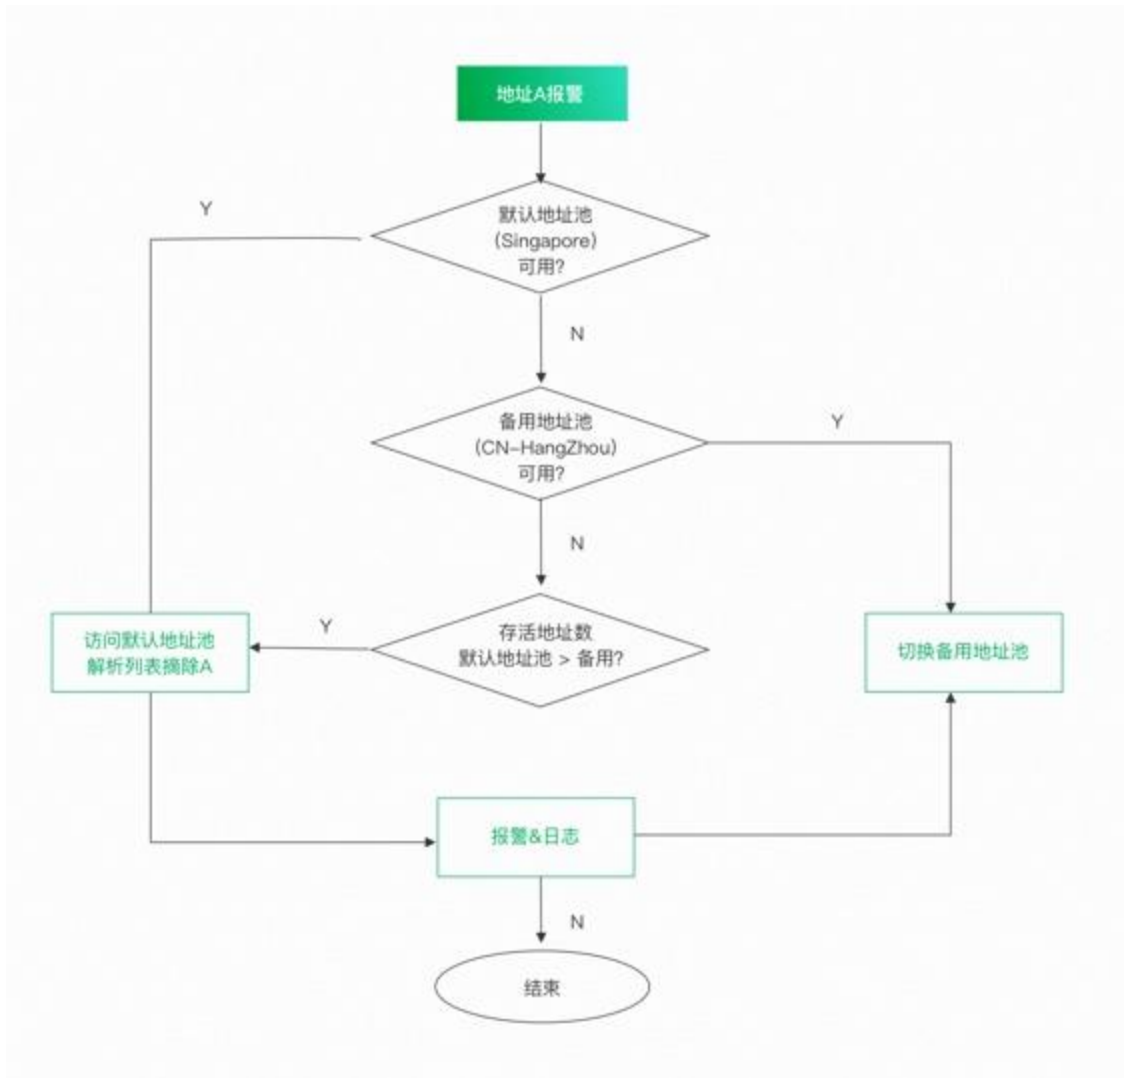 地址A报警
Y
默认地址池
(Singapore)
可用?
N
备用地址池
(CN-HangZhou)
可用?
Y
N
存活地址数
默认地址池 > 备用?
Y
访问默认地址池
解析列表摘除A
切换备用地址池
报警&日志
N
结束